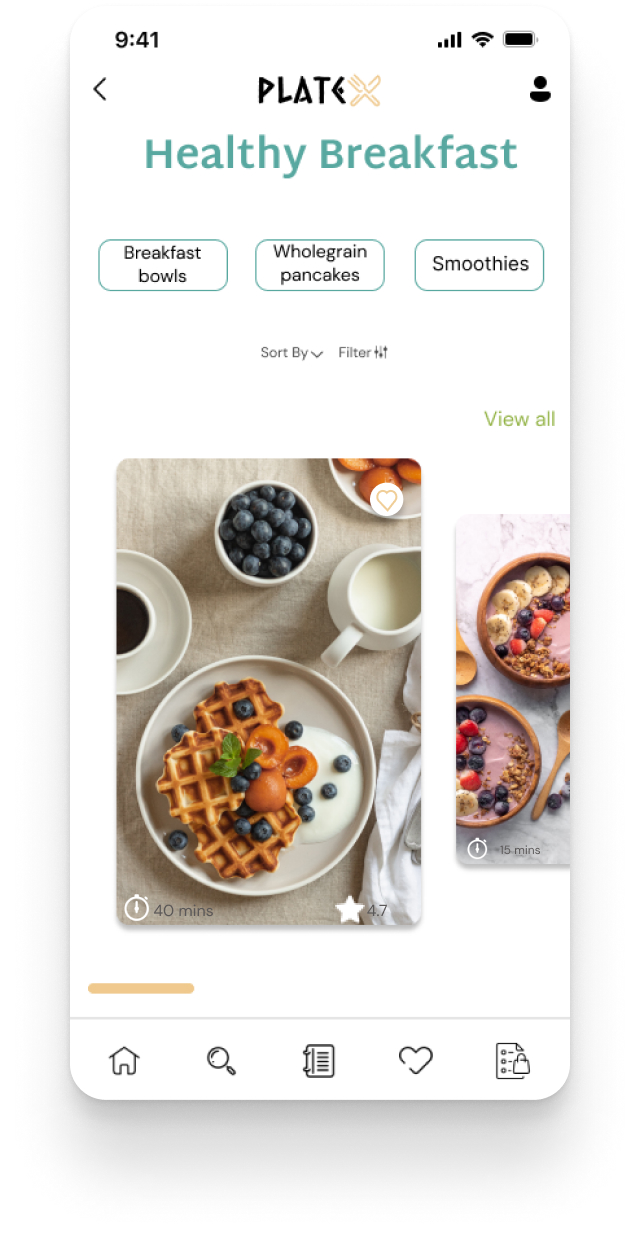 9:41
PLATE
Healthy Breakfast
Breakfast
bowls
Wholegrain
pancakes
Smoothies
Sort By
Filter
View all
15 mins
40 mins
4.7